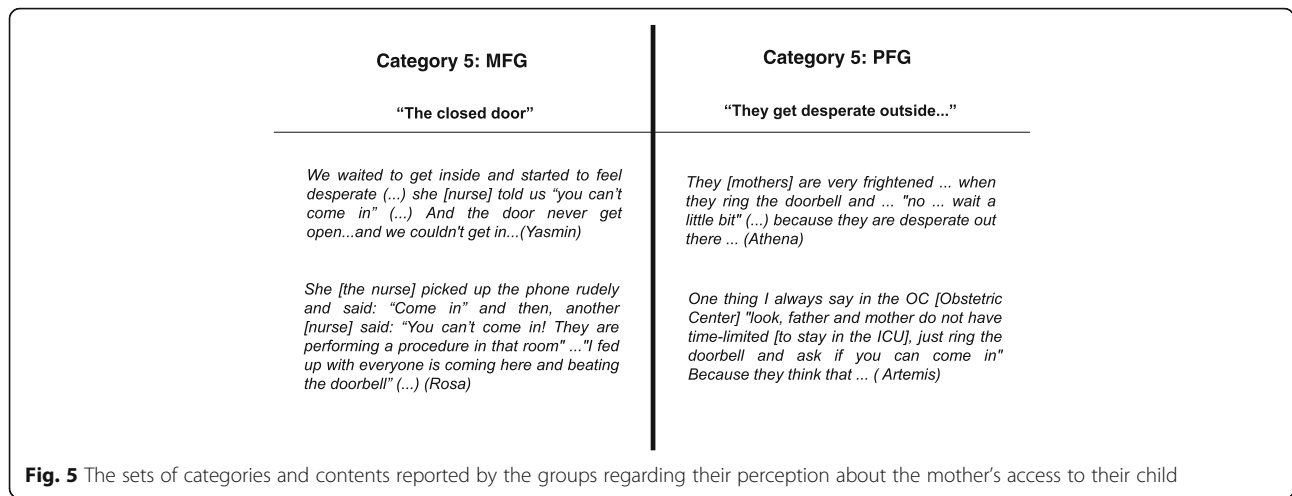 Category 5: MFG
“The closed door”
We waited to get inside and started to feel
desperate (...) she [nurse] told us “you can’t
come in” (...) And the door never get
open...and we couldn't get in...(Yasmin)
She [the nurse] picked up the phone rudely
and said: “Come in” and then, another
[nurse] said: “You can’t come in! They are
performing a procedure in that room" ..."I fed
up with everyone is coming here and beating
the doorbell” (...) (Rosa)
Category 5: PFG
“They get desperate outside...”
They [mothers] are very frightened ... when
they ring the doorbell and ... "no ... wait a
little bit" (...) because they are desperate out
there ... (Athena)
One thing I always say in the OC [Obstetric
Center] "look, father and mother do not have
time-limited [to stay in the ICU], just ring the
doorbell and ask if you can come in"
Because they think that ... ( Artemis)
Fig. 5 The sets of categories and contents reported by the groups regarding their perception about the mother’s access to their child